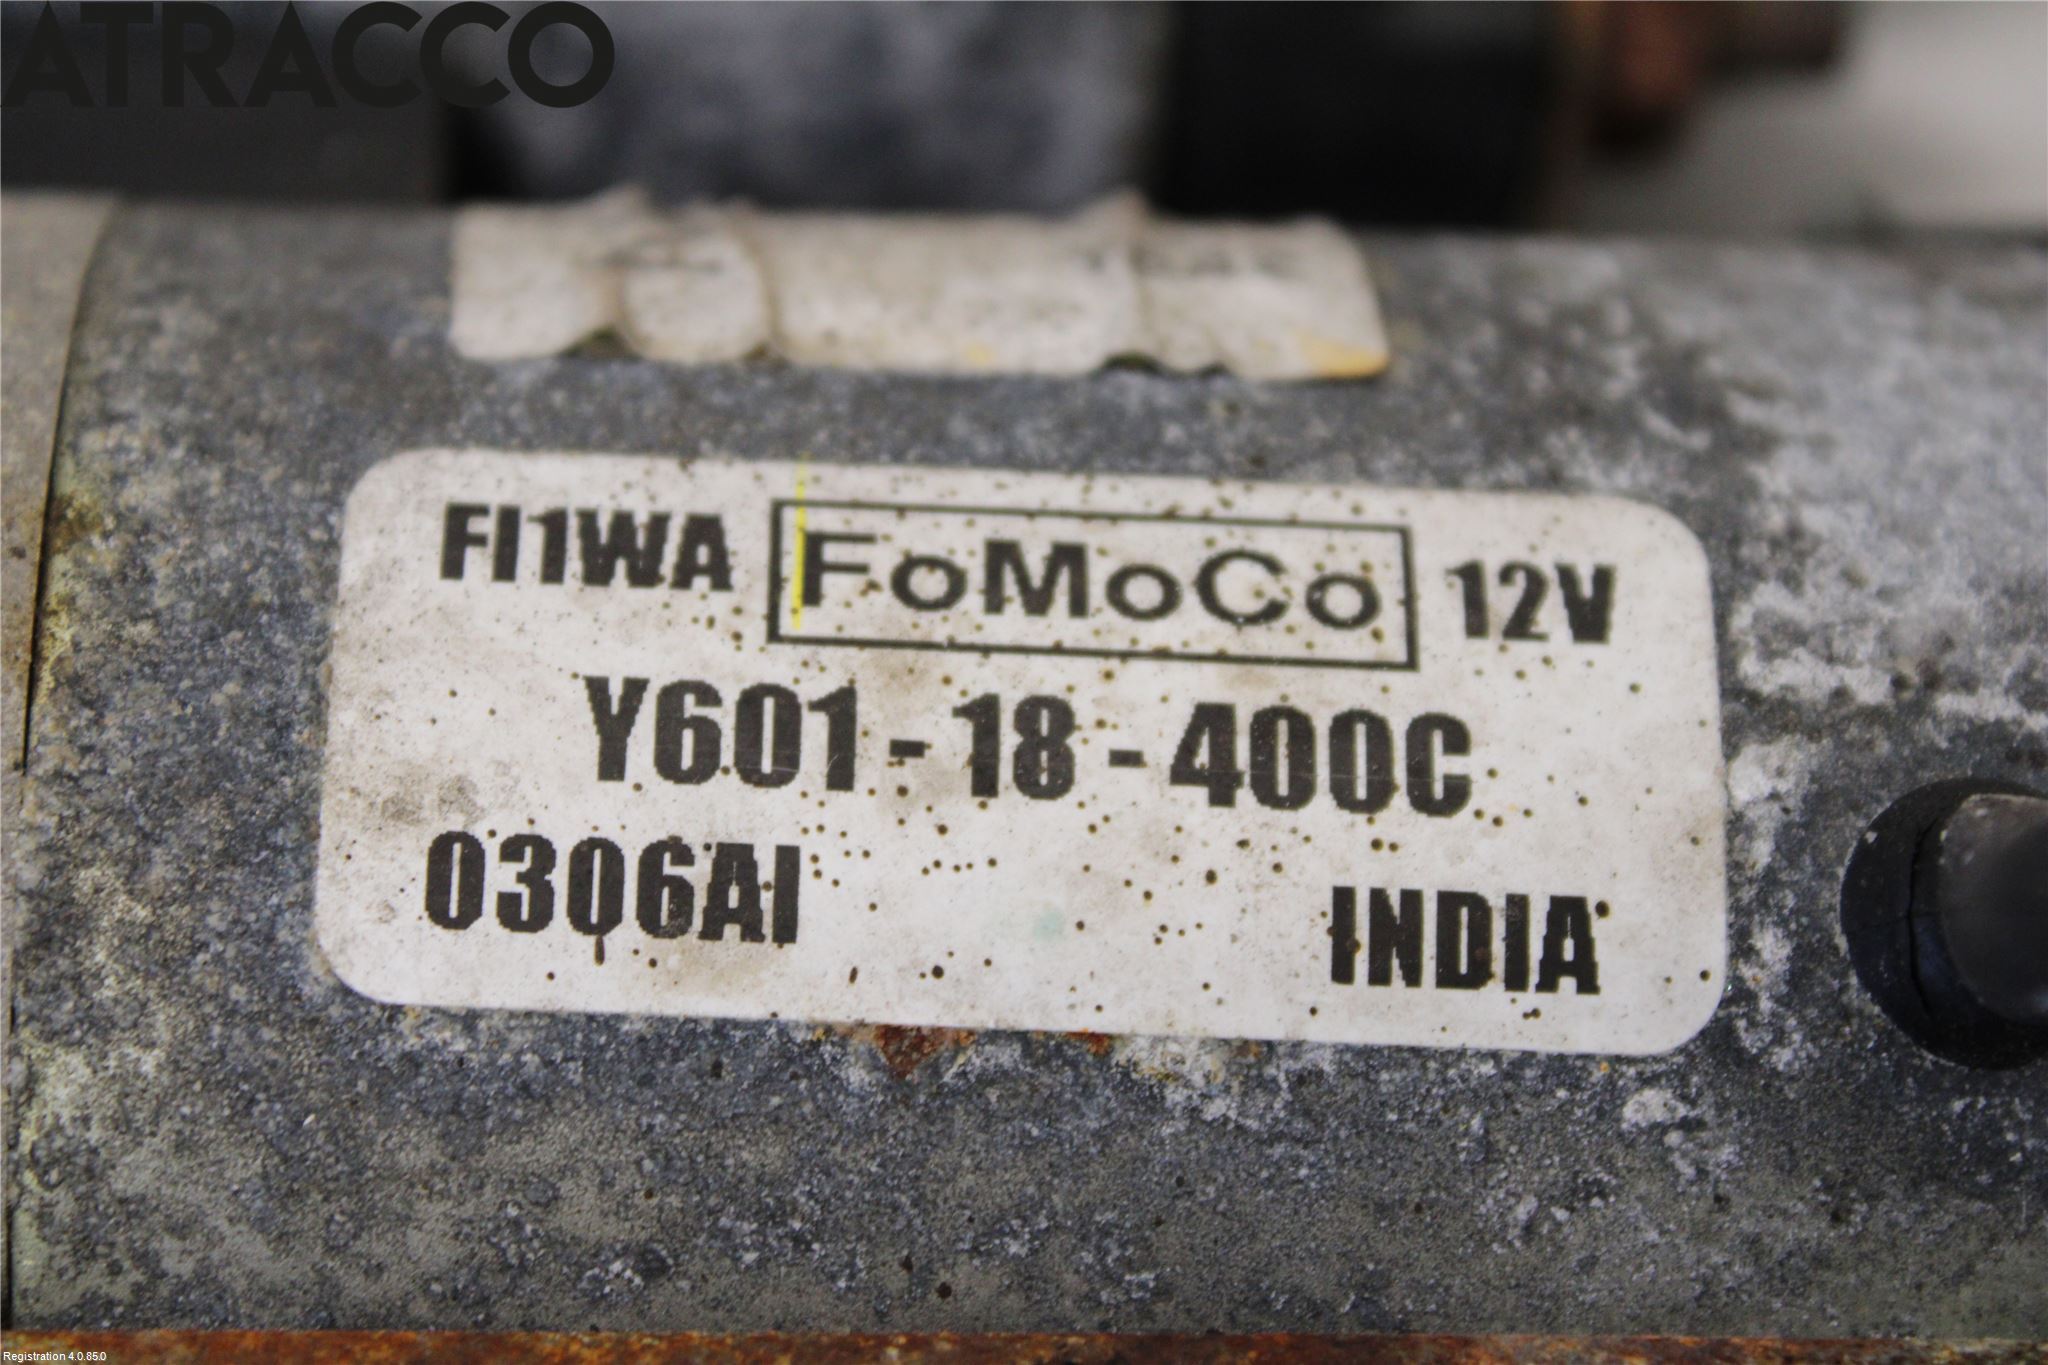 ATRACCO
FI1WA FoMoCo 12V
Y601-18-400C
0306AI INDIA
Registration 4.0.85.0